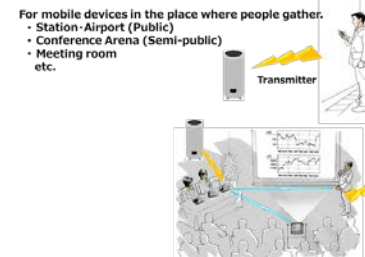 For mobile devices in the place where people gather.
・Station・Airport (Public)
・Conference Arena (Semi-public)
・Meeting room
etc.
Transmitter